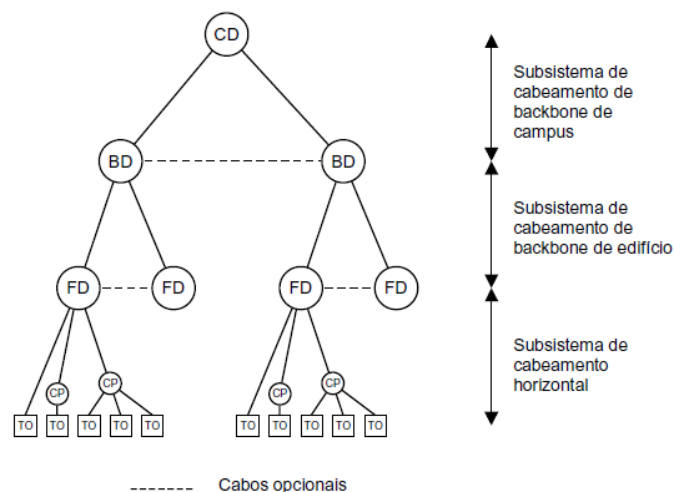 CD
Subsistema de
cabeamento de
backbone de
campus
BD
BD
Subsistema de
cabeamento de
backbone de edifício
FD
FD
FD
FD
Subsistema de
cabeamento
horizontal
CP
CP
CP
CP
TO
TO
TO
TO
TO
TO
TO
TO
TO
TO
Cabos opcionais